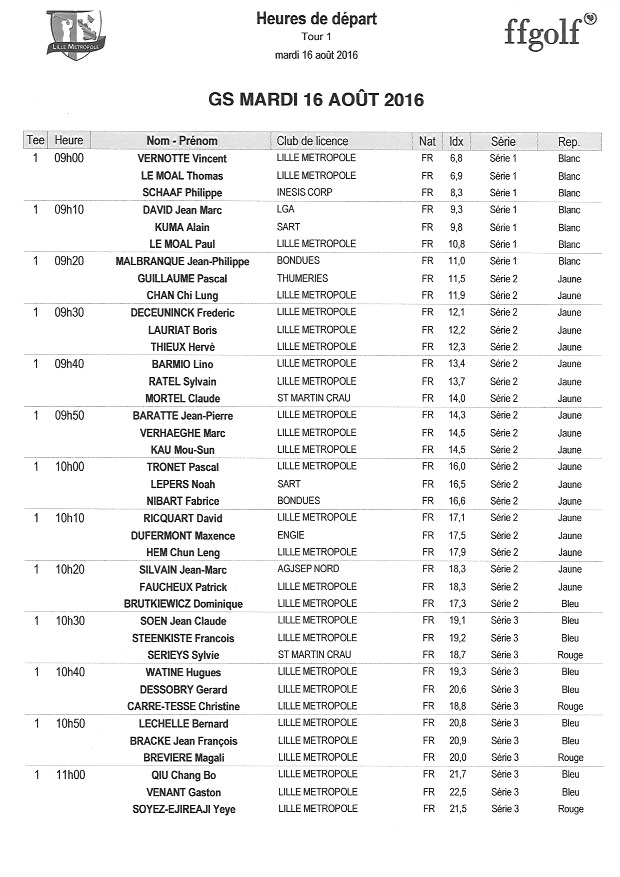 LILLE METROPOLE
Heures de départ
Tour 1
mardi 16 août 2016
ffgolf
GS MARDI 16 AOÛT 2016
Tee Heure Nom - Prénom Club de licence Nat Idx Série Rep.
1 09h00 VERNOTTE Vincent LILLE METROPOLE FR 6,8 Série 1 Blanc
LE MOAL Thomas LILLE METROPOLE FR 6,9 Série 1 Blanc
SCHAAF Philippe INESIS CORP FR 8,3 Série 1 Blanc
1 09h10 DAVID Jean Marc LGA FR 9,3 Série 1 Blanc
KUMA Alain SART FR 9,8 Série 1 Blanc
LE MOAL Paul LILLE METROPOLE FR 10,8 Série 1 Blanc
1 09h20 MALBRANQUE Jean-Philippe BONDUES FR 11,0 Série 1 Blanc
GUILLAUME Pascal THUMERIES FR 11,5 Série 2 Jaune
CHAN Chi Lung LILLE METROPOLE FR 11,9 Série 2 Jaune
1 09h30 DECEUNINCK Frederic LILLE METROPOLE FR 12,1 Série 2 Jaune
LAURIAT Boris LILLE METROPOLE FR 12,2 Série 2 Jaune
THIEUX Hervé LILLE METROPOLE FR 12,3 Série 2 Jaune
1 09h40 BARMIO Lino LILLE METROPOLE FR 13,4 Série 2 Jaune
RATEL Sylvain LILLE METROPOLE FR 13,7 Série 2 Jaune
MORTEL Claude ST MARTIN CRAU FR 14,0 Série 2 Jaune
1 09h50 BARATTE Jean-Pierre LILLE METROPOLE FR 14,3 Série 2 Jaune
VERHAEGHE Marc LILLE METROPOLE FR 14,5 Série 2 Jaune
KAU Mou-Sun LILLE METROPOLE FR 14,5 Série 2 Jaune
1 10h00 TRONET Pascal LILLE METROPOLE FR 16,0 Série 2 Jaune
LEPERS Noah SART FR 16,5 Série 2 Jaune
NIBART Fabrice BONDUES FR 16,6 Série 2 Jaune
1 10h10 RICQUART David LILLE METROPOLE FR 17,1 Série 2 Jaune
DUFERMONT Maxence ENGIE FR 17,5 Série 2 Jaune
HEM Chun Leng LILLE METROPOLE FR 17,9 Série 2 Jaune
1 10h20 SILVAIN Jean-Marc AGJSEP NORD FR 18,3 Série 2 Jaune
FAUCHEUX Patrick LILLE METROPOLE FR 18,3 Série 2 Jaune
BRUTKIEWICZ Dominique LILLE METROPOLE FR 17,3 Série 2 Bleu
1 10h30 SOEN Jean Claude LILLE METROPOLE FR 19,1 Série 3 Bleu
STEENKISTE Francois LILLE METROPOLE FR 19,2 Série 3 Bleu
SERIEYS Sylvie ST MARTIN CRAU FR 18,7 Série 3 Rouge
1 10h40 WATINE Hugues LILLE METROPOLE FR 19,3 Série 3 Bleu
DESSOBRY Gerard LILLE METROPOLE FR 20,6 Série 3 Bleu
CARRE-TESSE Christine LILLE METROPOLE FR 18,8 Série 3 Rouge
1 10h50 LECHELLE Bernard LILLE METROPOLE FR 20,8 Série 3 Bleu
BRACKE Jean François LILLE METROPOLE FR 20,9 Série 3 Bleu
BREVIERE Magali LILLE METROPOLE FR 20,0 Série 3 Rouge
1 11h00 QIU Chang Bo LILLE METROPOLE FR 21,7 Série 3 Bleu
VENANT Gaston LILLE METROPOLE FR 22,5 Série 3 Bleu
SOYEZ-EJIREAJI Yeye LILLE METROPOLE FR 21,5 Série 3 Rouge